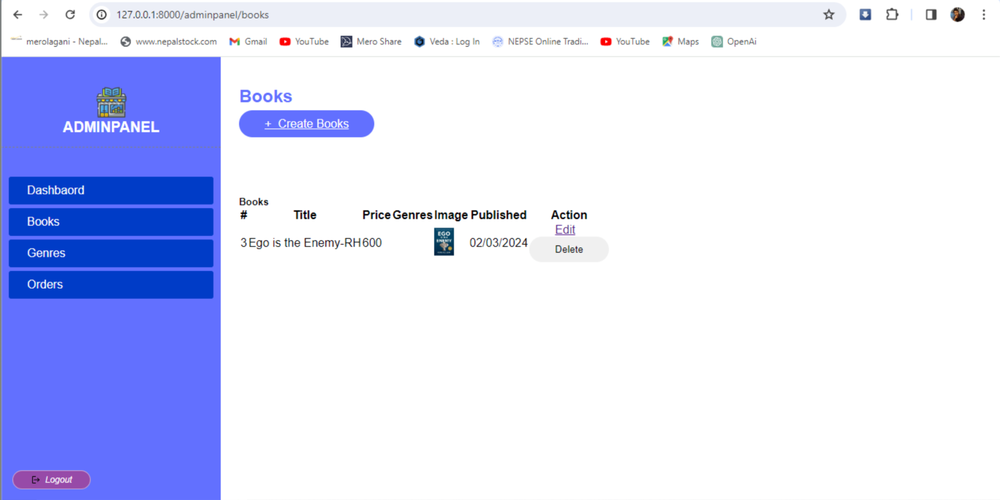 127.0.0.1:8000/adminpanel/books
merolagani - Nepal... www.nepalstock.com Gmail YouTube Mero Share Veda : Log In NEPSE Online Tradi... YouTube Maps OpenAi
ADMINPANEL
Dashbaord
Books
Genres
Orders
Logout
Books
+ Create Books
Books
# Title Price Genres Image Published Action
3 Ego is the Enemy-RH 600 EGO ENEMY 02/03/2024 Edit
Delete